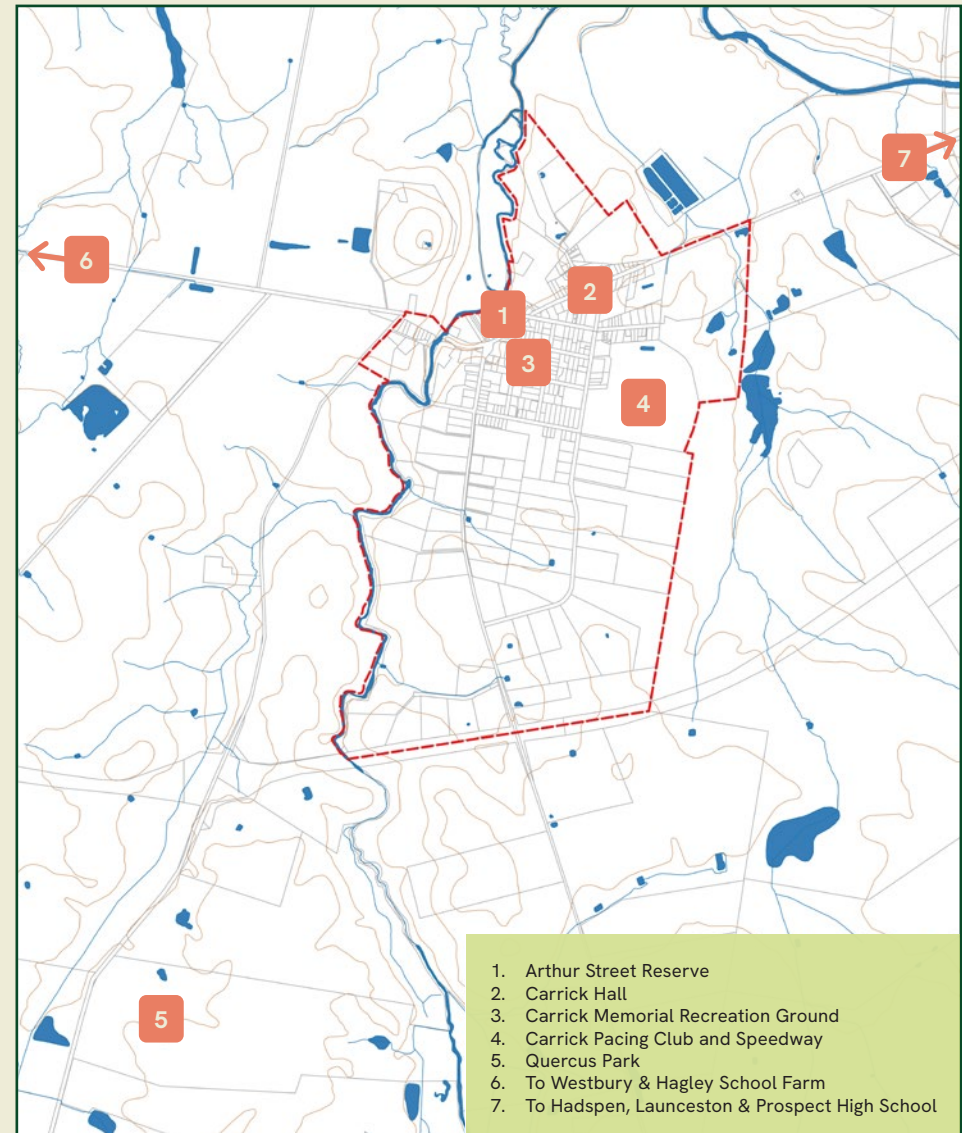 7
6
2
1
3
4
5
1. Arthur Street Reserve
2. Carrick Hall
3. Carrick Memorial Recreation Ground
4. Carrick Pacing Club and Speedway
5. Quercus Park
6. To Westbury & Hagley School Farm
7. To Hadspen, Launceston & Prospect High School